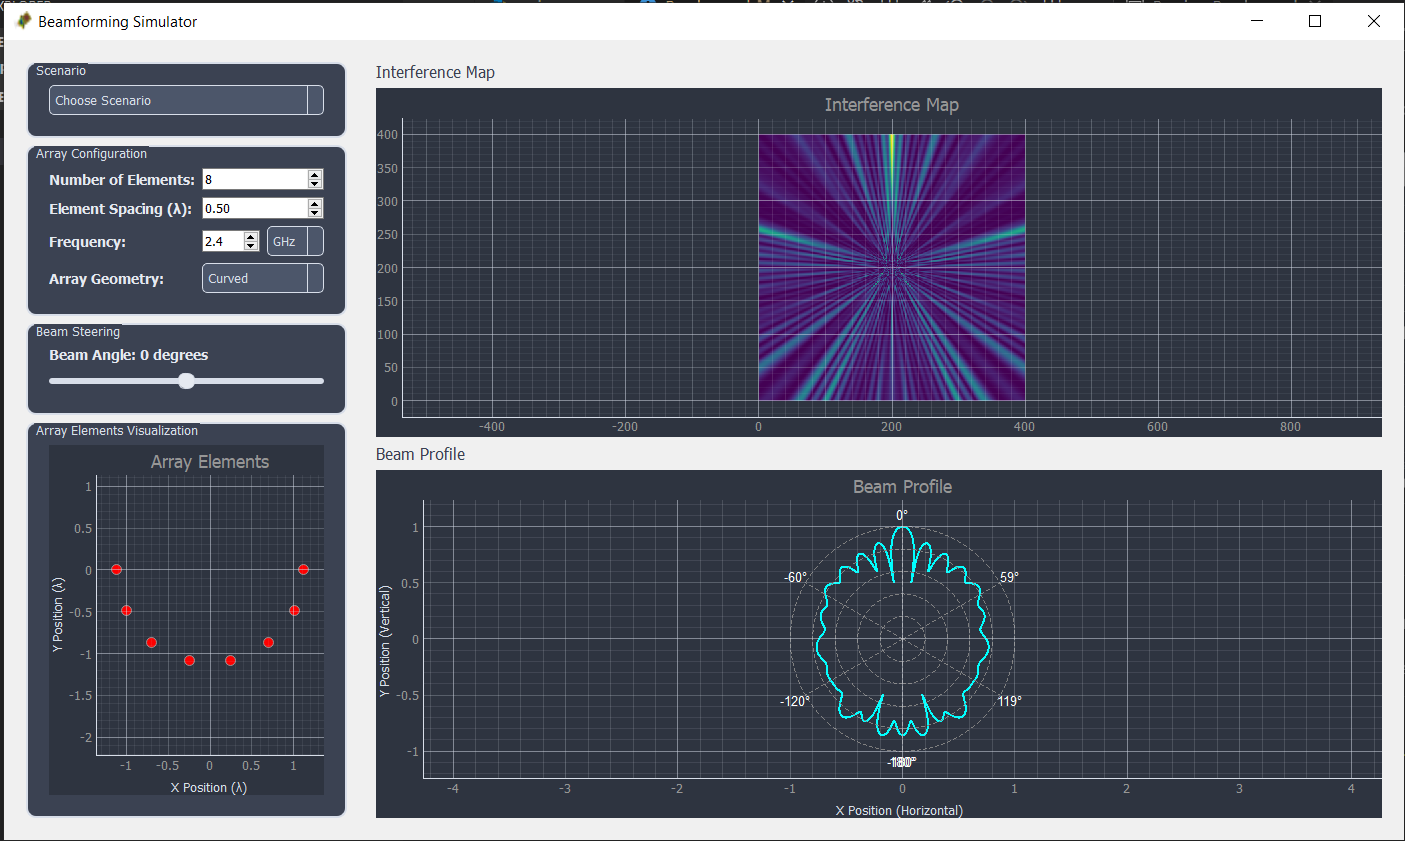 Beamforming Simulator
Scenario
Choose Scenario
Array Configuration
Number of Elements: 8
Element Spacing (λ): 0.50
Frequency: 2.4 GHz
Array Geometry: Curved
Beam Steering
Beam Angle: 0 degrees
Array Elements Visualization
Array Elements
1
0.5
0
-0.5
-1
-1.5
-2
Y Position (λ)
-1 -0.5 0 0.5 1
X Position (λ)
Interference Map
Interference Map
400
350
300
250
200
150
100
50
0
-400 -200 0 200 400 600 800
Beam Profile
Beam Profile
1
0.5
0
-0.5
-1
Y Position (Vertical)
0°
-60° 59°
-120° 119°
-180°
-4 -3 -2 -1 0 1 2 3 4
X Position (Horizontal)